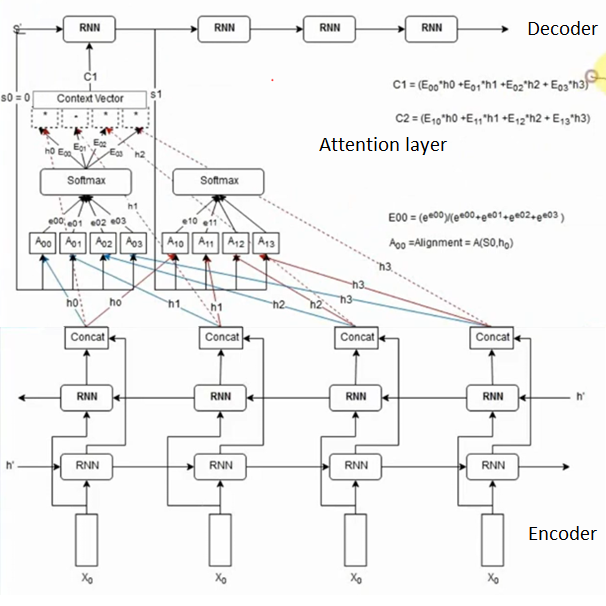 S'
RNN
RNN
RNN
RNN
Decoder
C1
s0 = 0
Context Vector
s1
C1 = (E00*h0 +E01*h1 +E02*h2 + E03*h3)
* - * *
C2 = (E10*h0 +E11*h1 +E12*h2 + E13*h3)
h0 E00 E01 E02 E03 h2
Attention layer
Softmax
Softmax
h1
e00 e01 e02 e03
e10 e11
E00 = (e^e00)/(e^e00+e^e01+e^e02+e^e03 )
A00 A01 A02 A03
A10 A11 A12 A13
A00 =Alignment = A(S0,h0)
h3
h0 ho h1 h1 h2 h2 h3
h3
Concat
Concat
Concat
Concat
RNN
RNN
RNN
RNN
h'
h'
RNN
RNN
RNN
RNN
Encoder
X0
X0
X0
X0